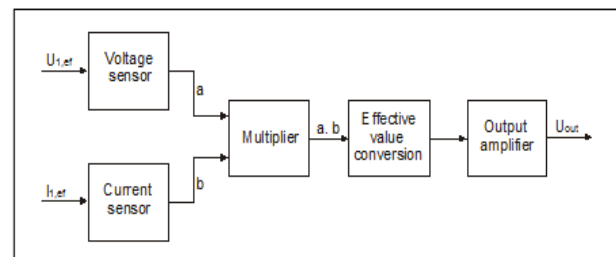 U1,ef
Voltage
sensor
a
Multiplier
a. b
Effective
value
conversion
Output
amplifier
Uout
I1,ef
Current
sensor
b